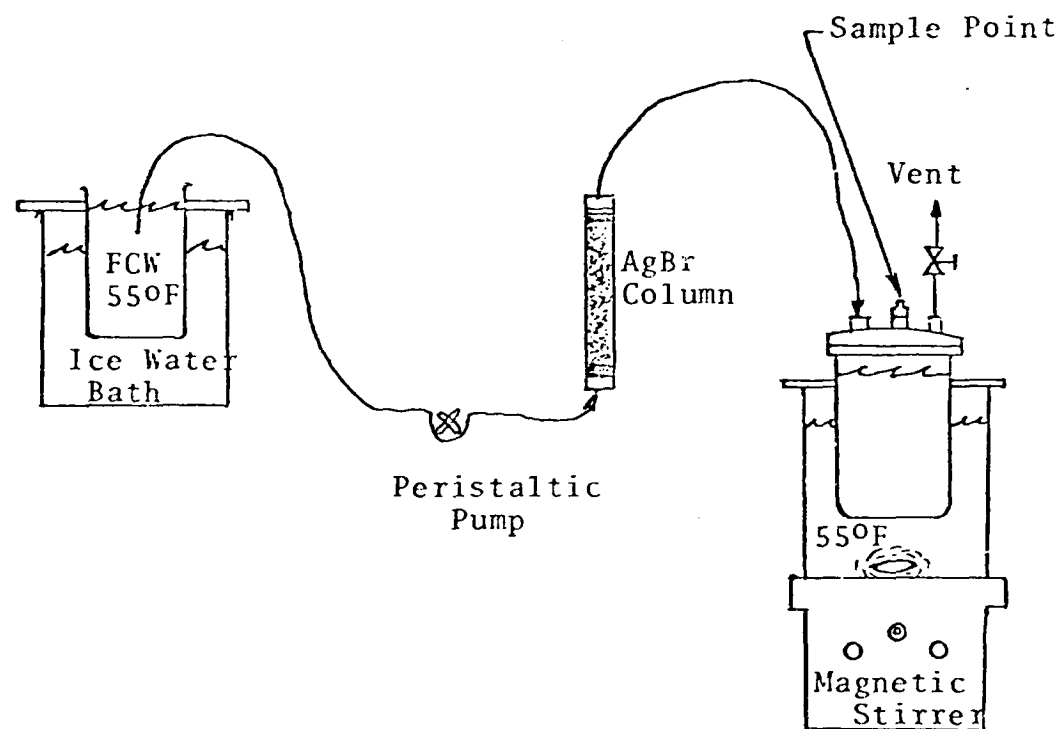 Sample Point
Vent
FCW
55ºF
AgBr
Column
Ice Water
Bath
Peristaltic
Pump
55ºF
Magnetic
Stirrer